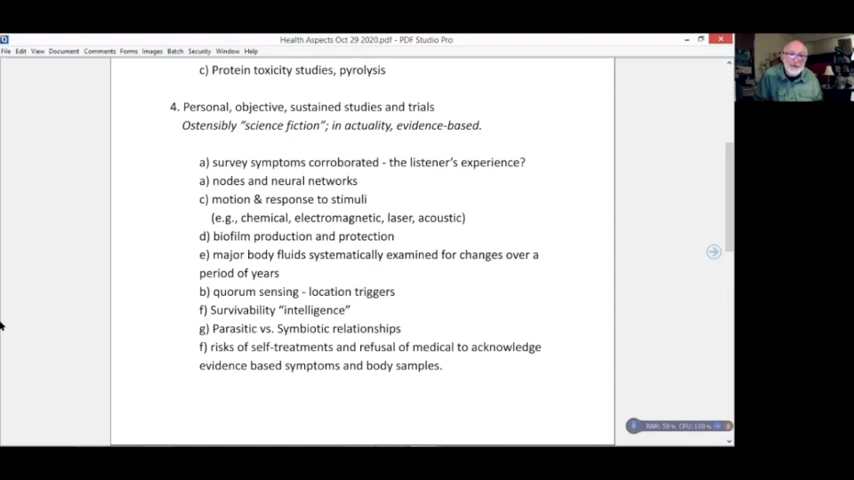 Health Aspects Oct 29 2020.pdf - PDF Studio Pro
File Edit View Document Comments Forms Images Batch Security Window Help
c) Protein toxicity studies, pyrolysis
4. Personal, objective, sustained studies and trials
Ostensibly “science fiction”; in actuality, evidence-based.
a) survey symptoms corroborated - the listener’s experience?
a) nodes and neural networks
c) motion & response to stimuli
(e.g., chemical, electromagnetic, laser, acoustic)
d) biofilm production and protection
e) major body fluids systematically examined for changes over a
period of years
b) quorum sensing - location triggers
f) Survivability “intelligence”
g) Parasitic vs. Symbiotic relationships
f) risks of self-treatments and refusal of medical to acknowledge
evidence based symptoms and body samples.
RAM: 59% CPU: 100%